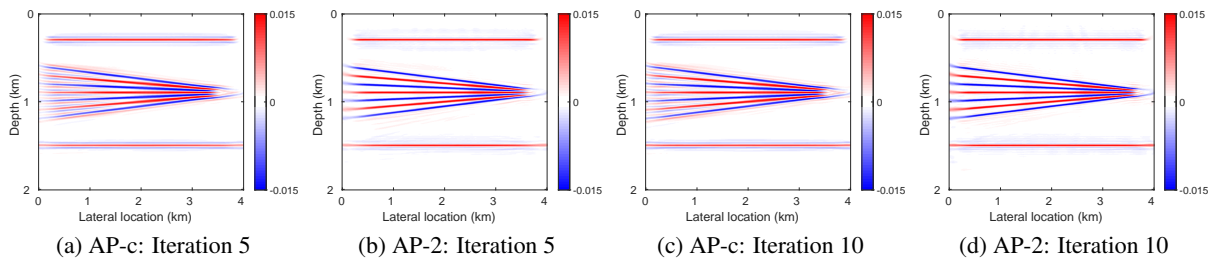 0
1
2
Depth (km)
0 1 2 3 4
Lateral location (km)
0.015
0
-0.015
(a) AP-c: Iteration 5
0
1
2
Depth (km)
0 1 2 3 4
Lateral location (km)
0.015
0
-0.015
(b) AP-2: Iteration 5
0
1
2
Depth (km)
0 1 2 3 4
Lateral location (km)
0.015
0
-0.015
(c) AP-c: Iteration 10
0
1
2
Depth (km)
0 1 2 3 4
Lateral location (km)
0.015
0
-0.015
(d) AP-2: Iteration 10